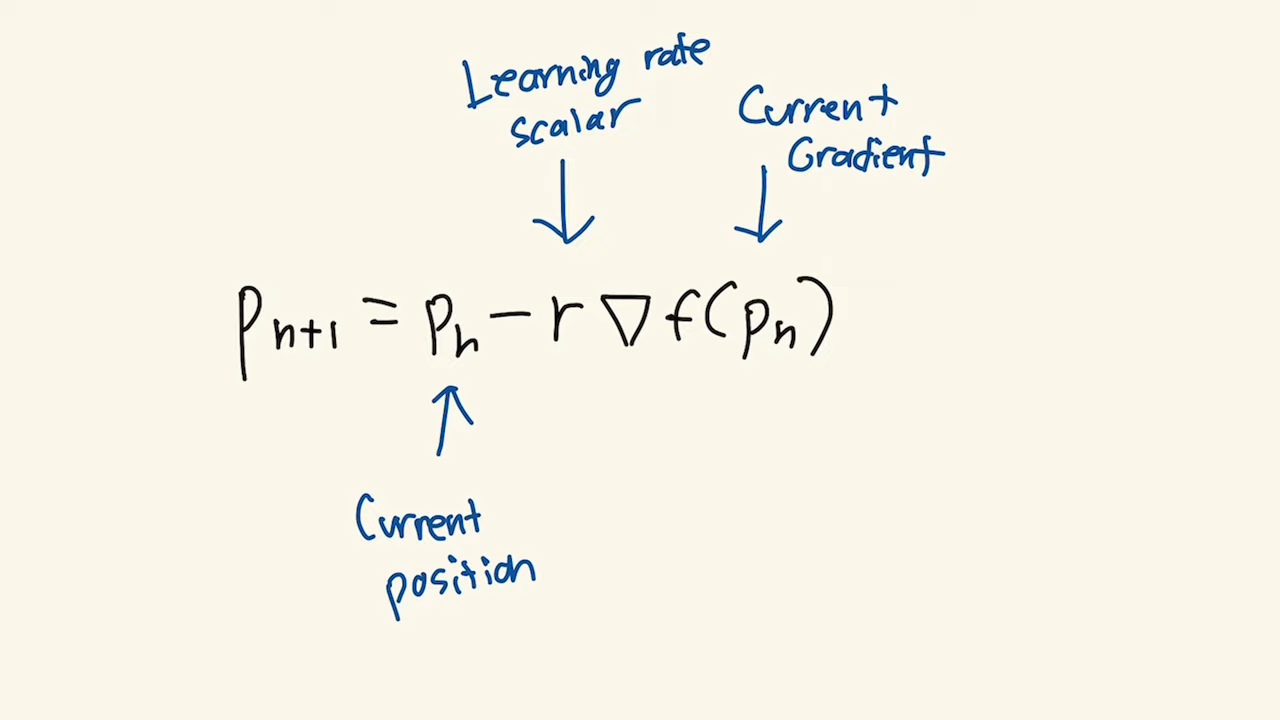 Learning rate
scalar
Current
Gradient
pₙ₊₁ = pₙ − r ∇ f(pₙ)
Current
position